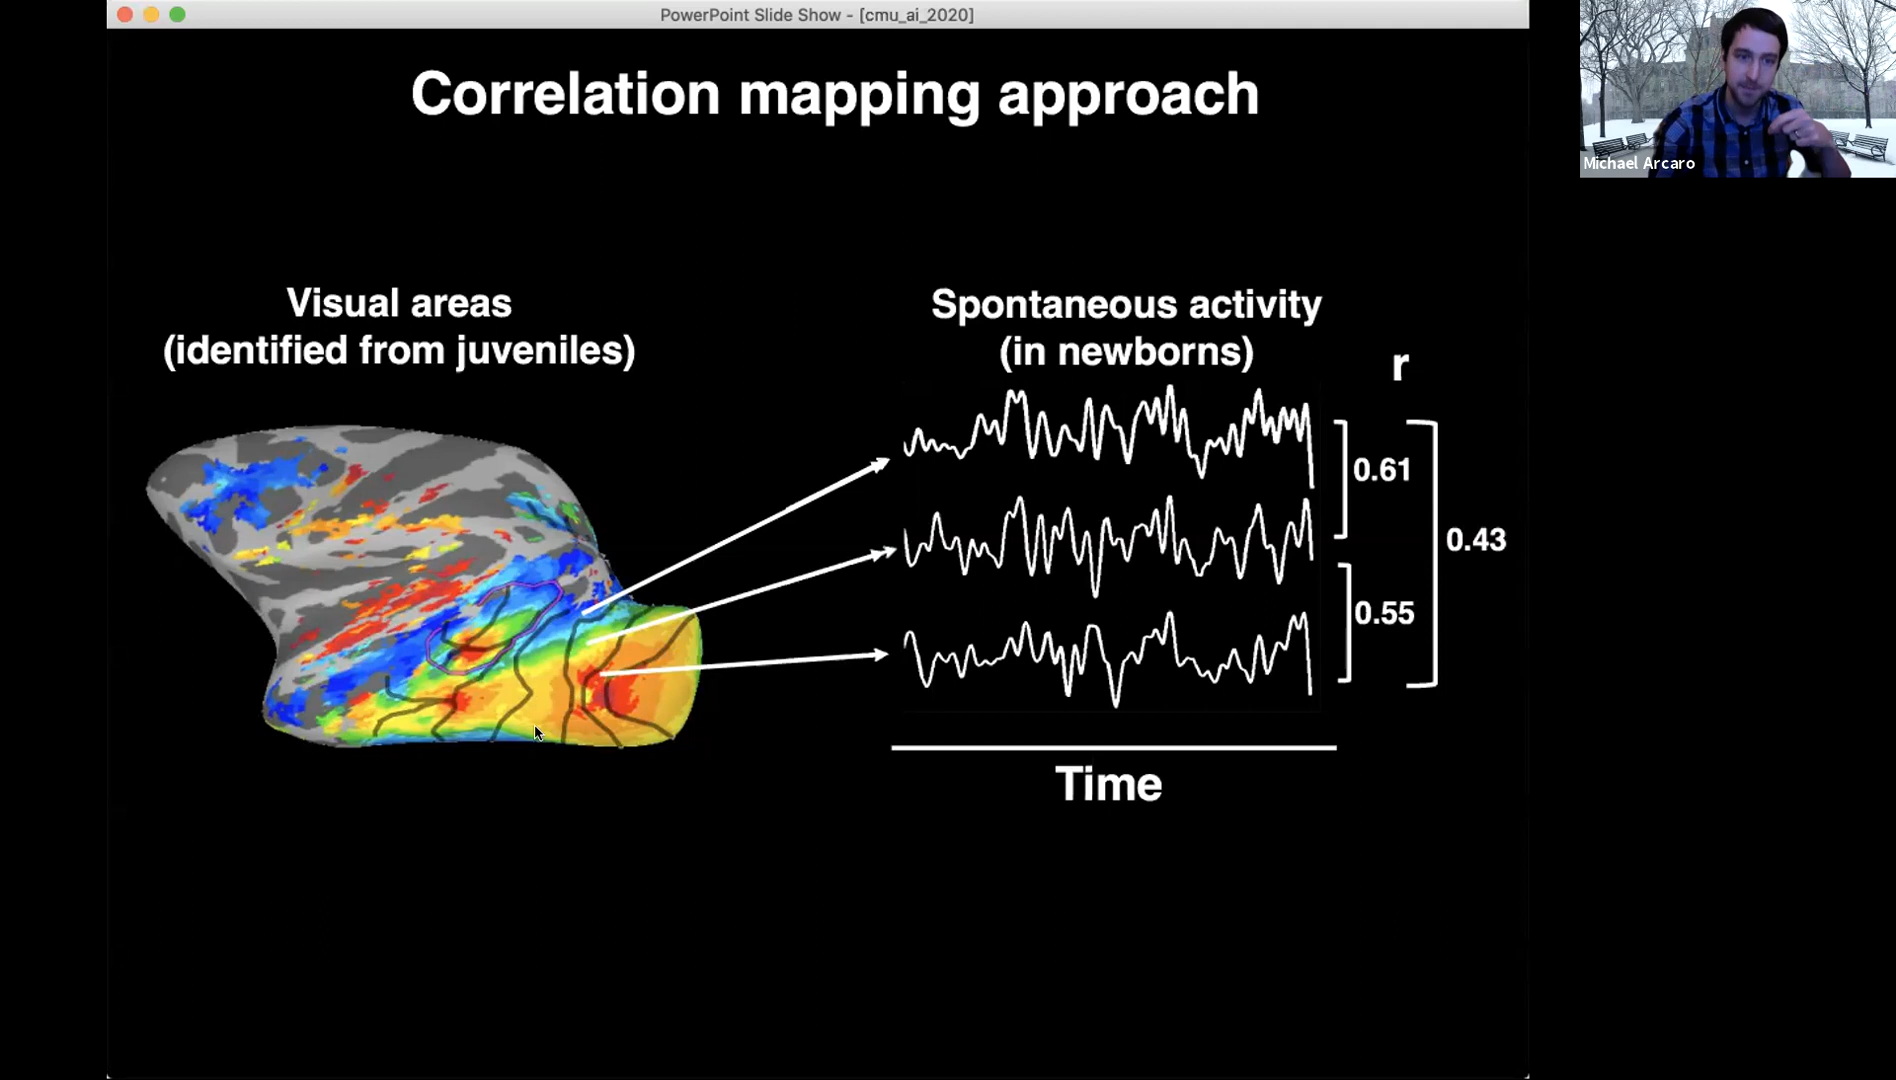 PowerPoint Slide Show - [cmu_ai_2020]
Correlation mapping approach
Michael Arcaro
Visual areas
(identified from juveniles)
Spontaneous activity
(in newborns)
r
0.61
0.43
0.55
Time